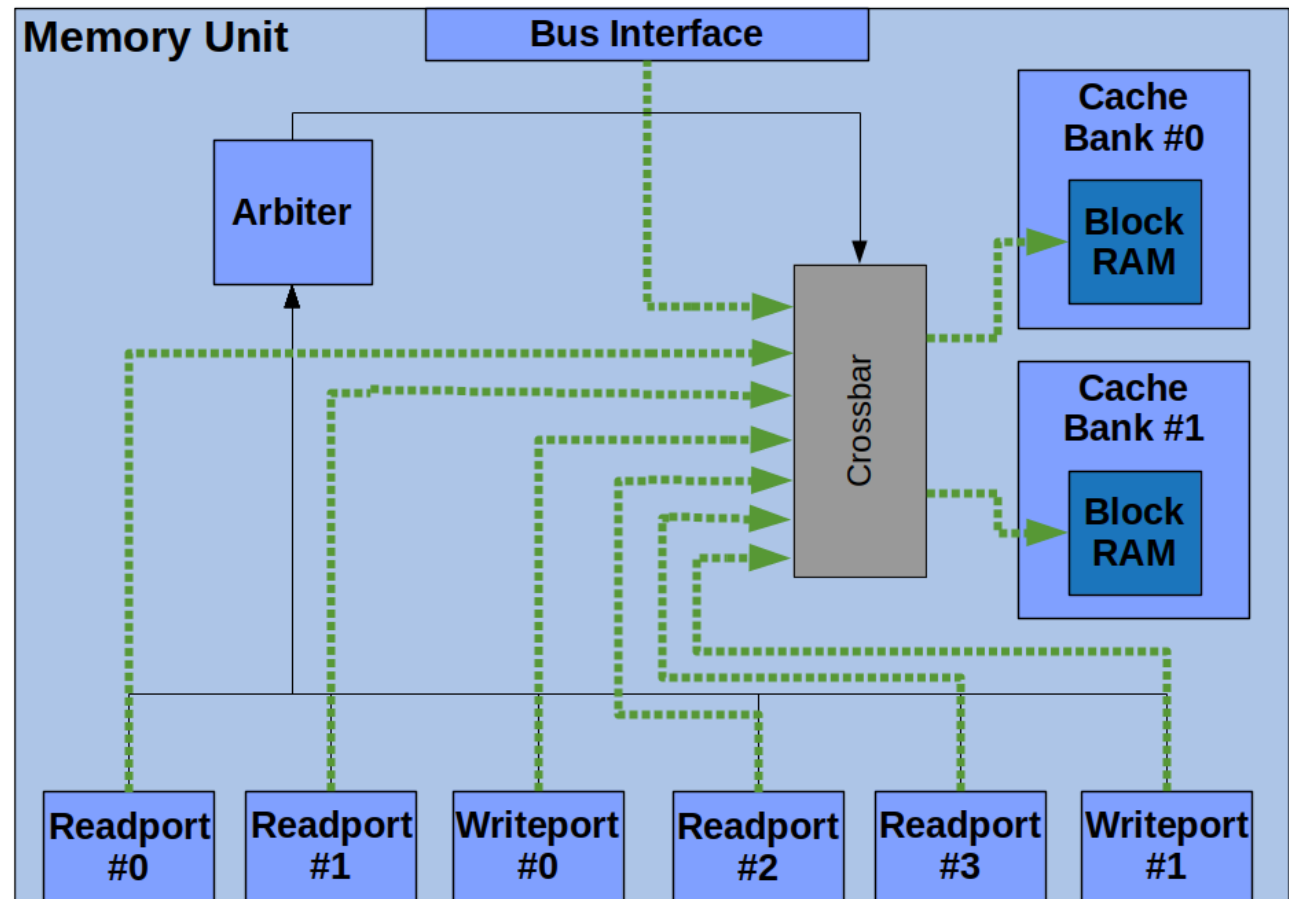 Memory Unit
Bus Interface
Cache
Bank #0
Block
RAM
Arbiter
Crossbar
Cache
Bank #1
Block
RAM
Readport
#0
Readport
#1
Writeport
#0
Readport
#2
Readport
#3
Writeport
#1